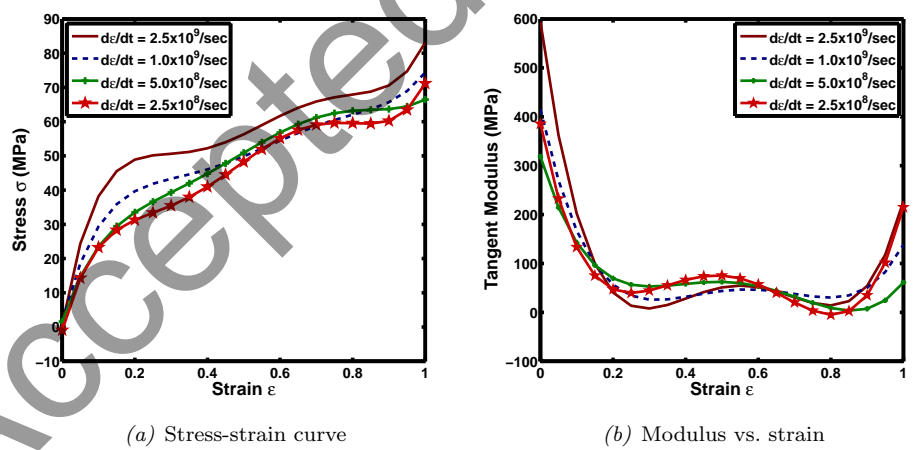 90
80
70
60
50
40
30
20
10
0
−10
Stress σ (MPa)
dε/dt = 2.5x10⁹/sec
dε/dt = 1.0x10⁹/sec
dε/dt = 5.0x10⁸/sec
dε/dt = 2.5x10⁸/sec
0 0.2 0.4 0.6 0.8 1
Strain ε
(a) Stress-strain curve
600
500
400
300
200
100
0
−100
Tangent Modulus (MPa)
dε/dt = 2.5x10⁹/sec
dε/dt = 1.0x10⁹/sec
dε/dt = 5.0x10⁸/sec
dε/dt = 2.5x10⁸/sec
0 0.2 0.4 0.6 0.8 1
Strain ε
(b) Modulus vs. strain
Accepted